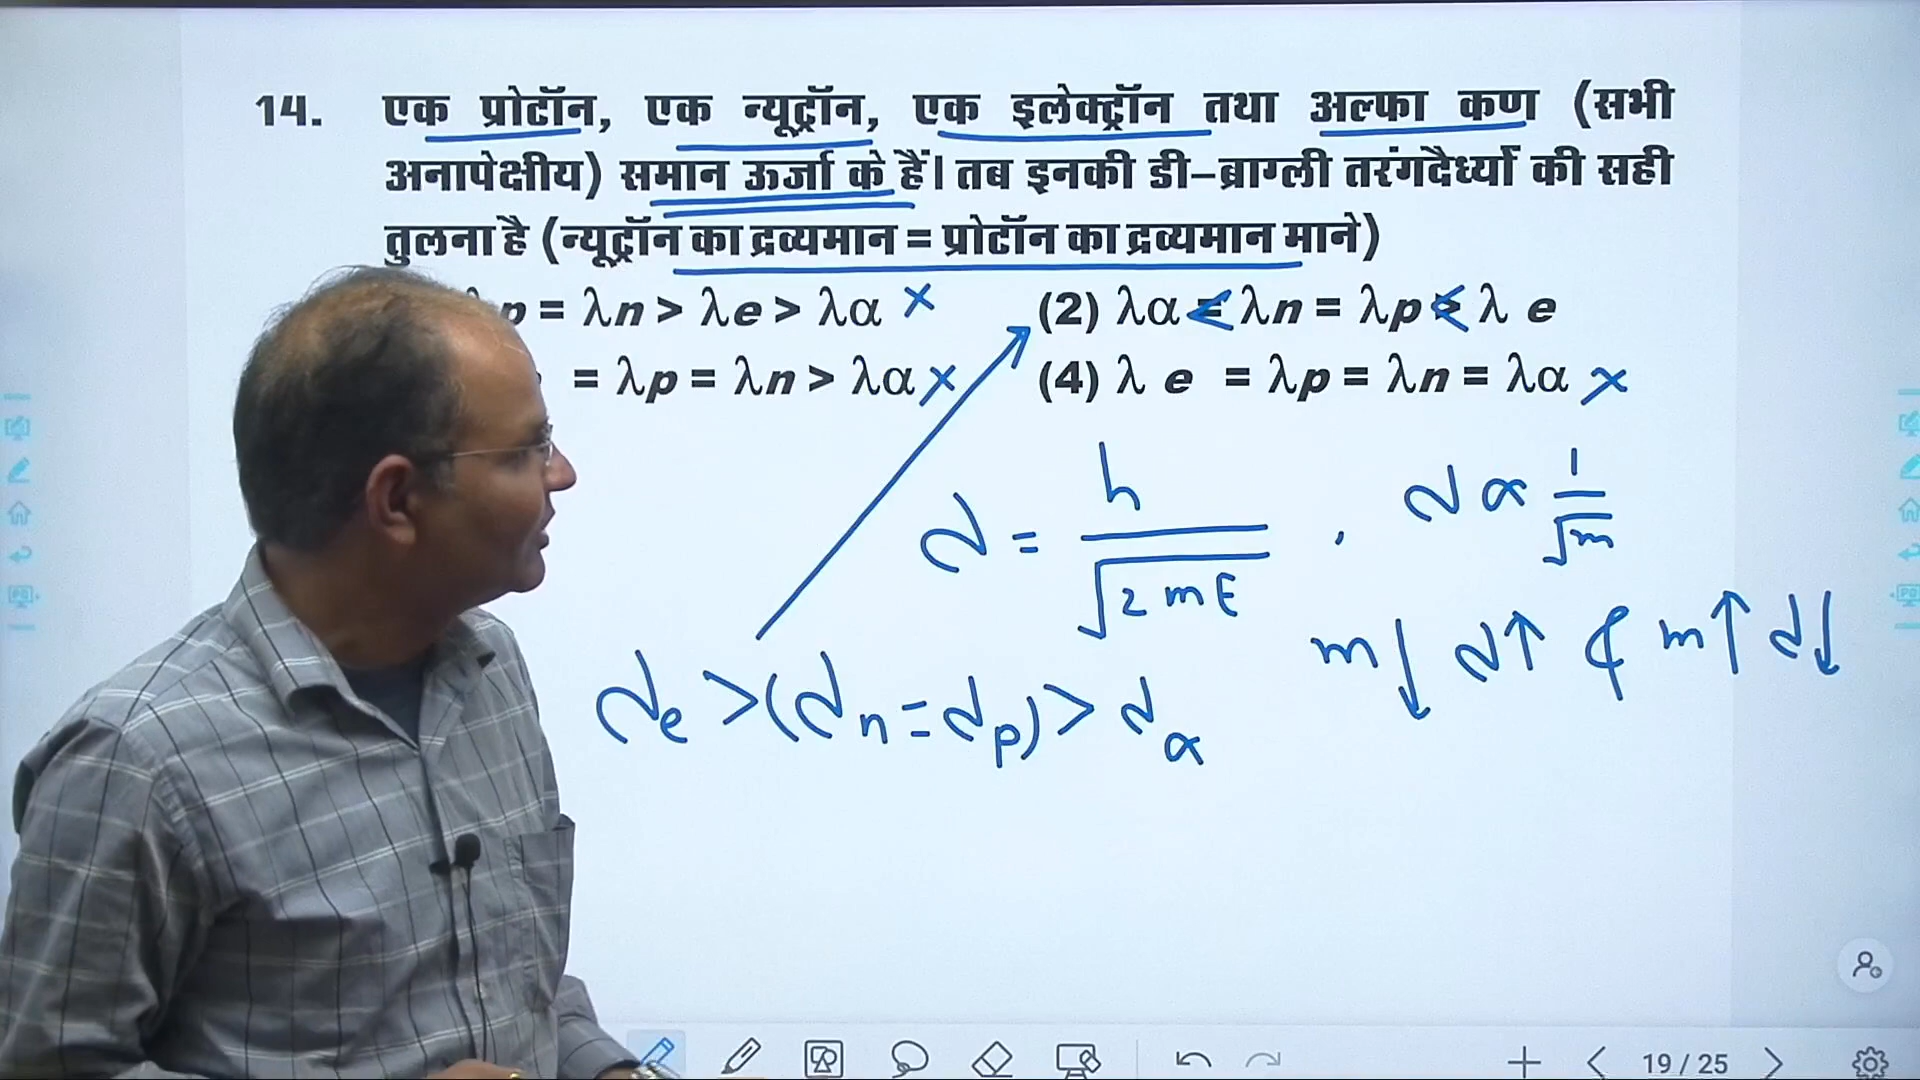 14. एक प्रोटॉन, एक न्यूट्रॉन, एक इलेक्ट्रॉन तथा अल्फा कण (सभी
अनापेक्षीय) समान ऊर्जा के हैं। तब इनकी डी–ब्राग्ली तरंगदैर्ध्यों की सही
तुलना है (न्यूट्रॉन का द्रव्यमान = प्रोटॉन का द्रव्यमान माने)
p = λn > λe > λα × (2) λα < λn = λp < λ e
= λp = λn > λα × (4) λ e = λp = λn = λα ×
λ = h / √2mE , λ α 1 / √m
m↓ λ↑ & m↑ λ↓
λe > (λn = λp) > λα
19 / 25